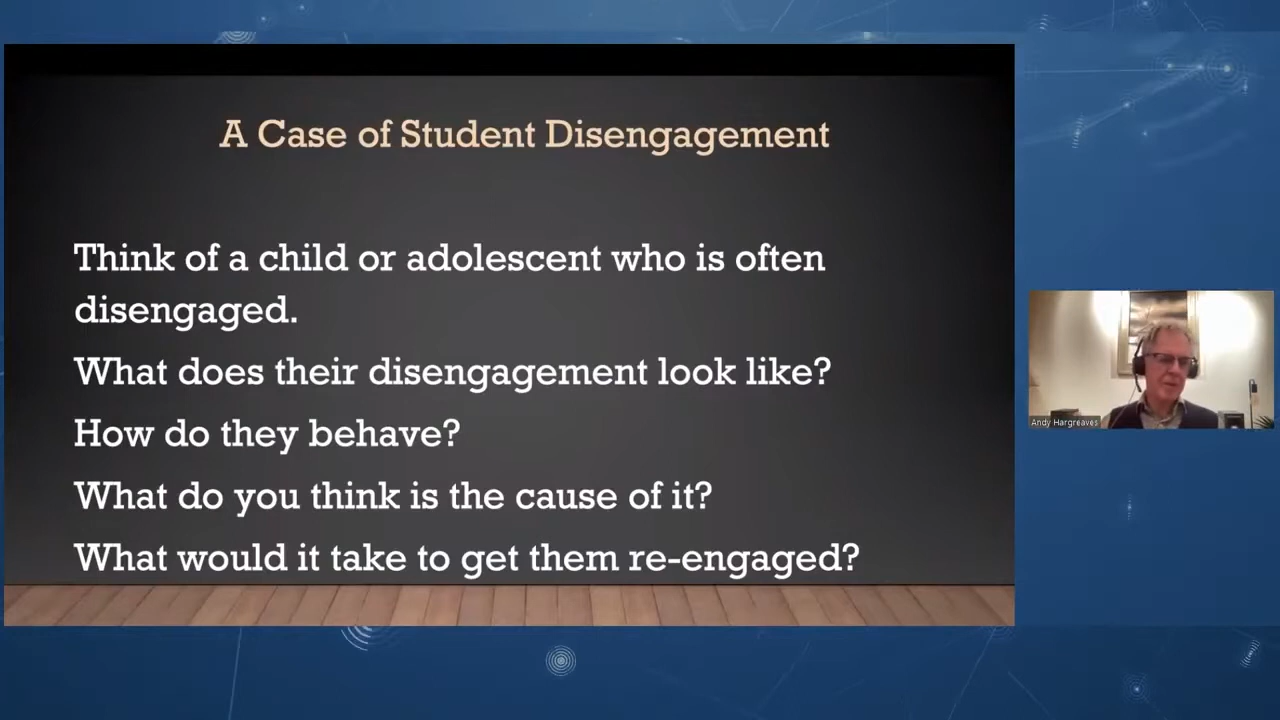 A Case of Student Disengagement
Think of a child or adolescent who is often
disengaged.
What does their disengagement look like?
How do they behave?
What do you think is the cause of it?
What would it take to get them re-engaged?
Andy Hargreaves